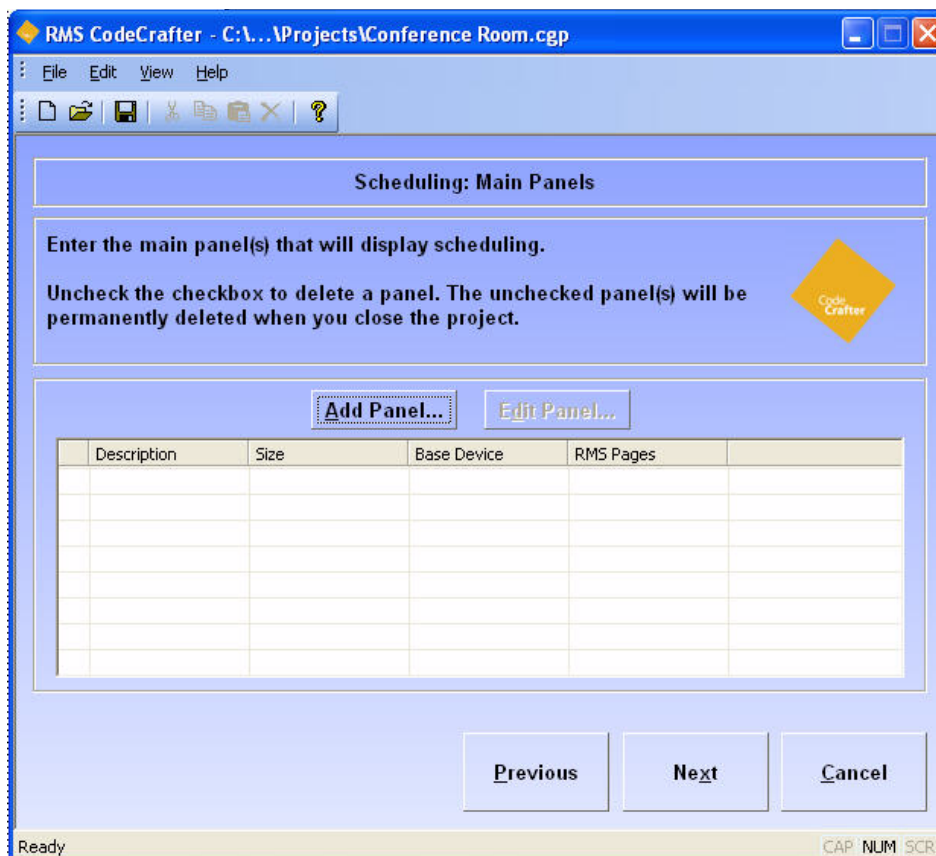 RMS CodeCrafter - C:\...\Projects\Conference Room.cgp
File Edit View Help
Scheduling: Main Panels
Enter the main panel(s) that will display scheduling.
Uncheck the checkbox to delete a panel. The unchecked panel(s) will be
permanently deleted when you close the project.
Code
Crafter
Add Panel... Edit Panel...
Description Size Base Device RMS Pages
Previous Next Cancel
Ready CAP NUM SCR